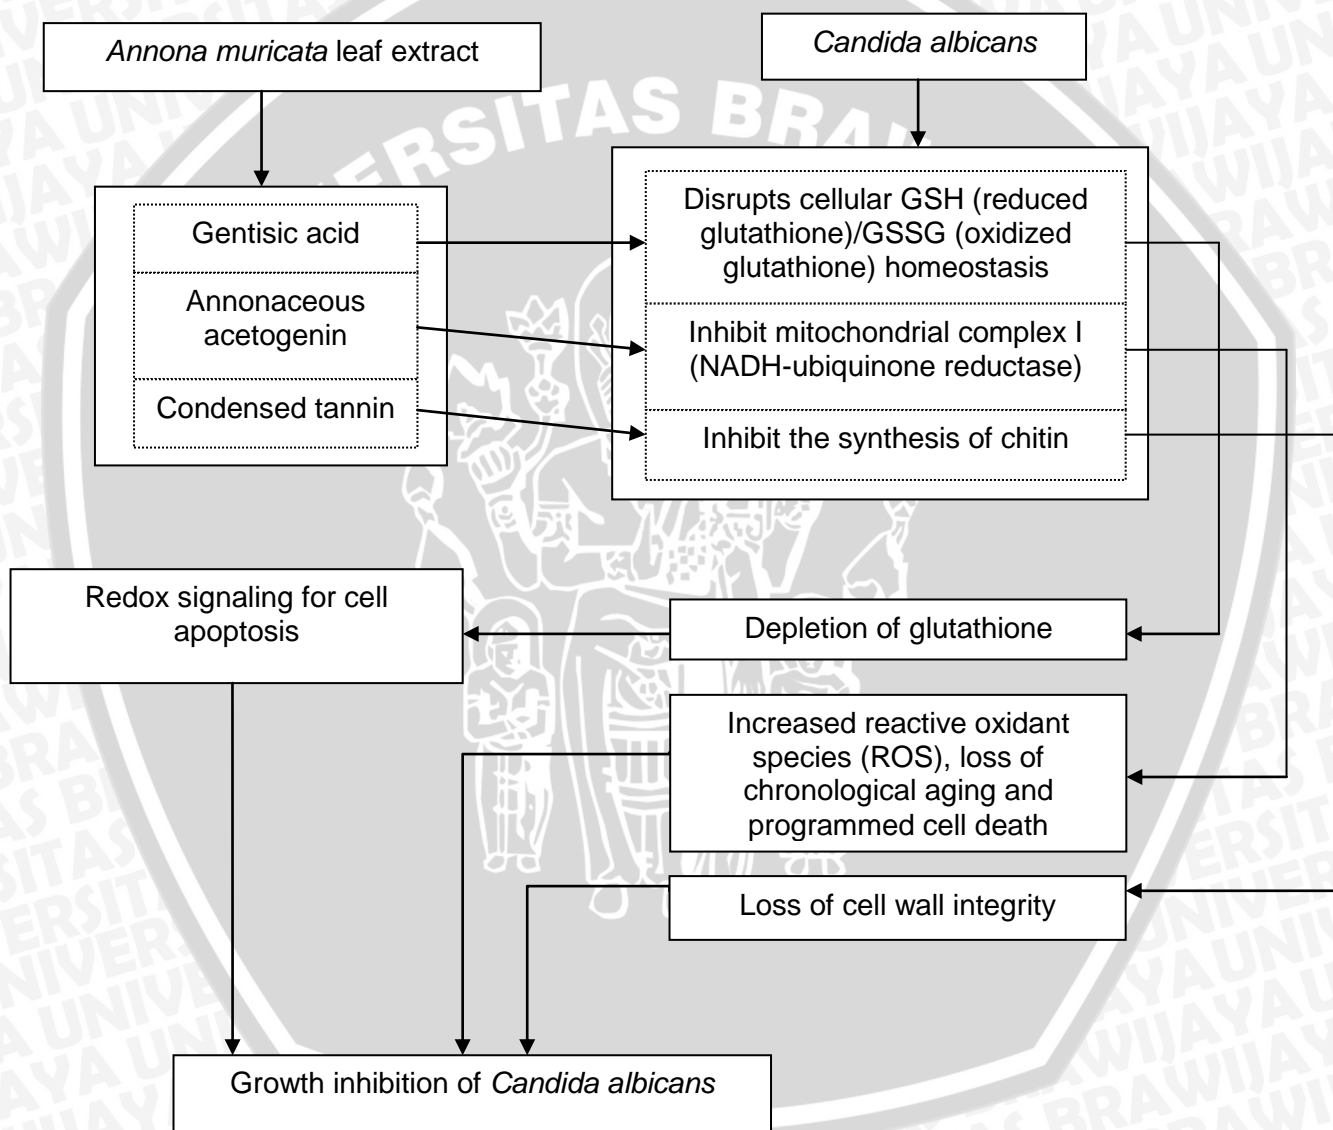 Annona muricata leaf extract
Candida albicans
Gentisic acid
Annonaceous
acetogenin
Condensed tannin
Disrupts cellular GSH (reduced
glutathione)/GSSG (oxidized
glutathione) homeostasis
Inhibit mitochondrial complex I
(NADH-ubiquinone reductase)
Inhibit the synthesis of chitin
Redox signaling for cell
apoptosis
Depletion of glutathione
Increased reactive oxidant
species (ROS), loss of
chronological aging and
programmed cell death
Loss of cell wall integrity
Growth inhibition of Candida albicans